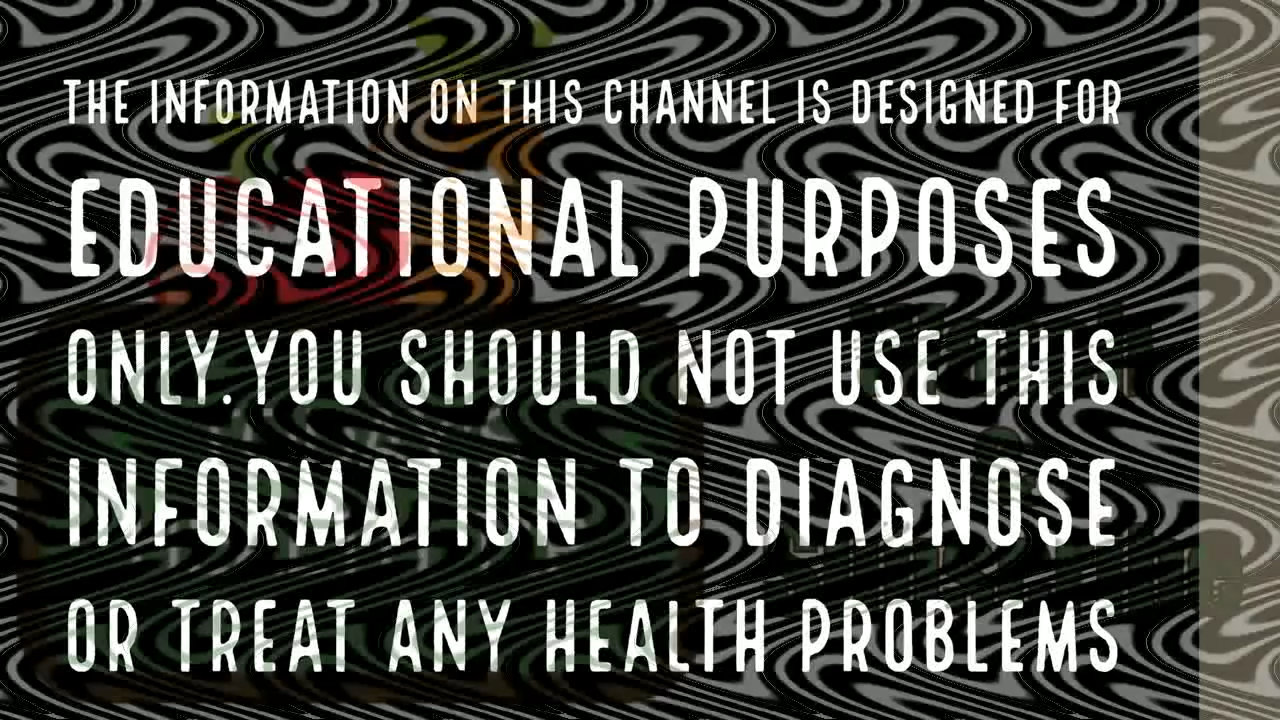 THE INFORMATION ON THIS CHANNEL IS DESIGNED FOR
EDUCATIONAL PURPOSES
ONLY.YOU SHOULD NOT USE THIS
INFORMATION TO DIAGNOSE
OR TREAT ANY HEALTH PROBLEMS